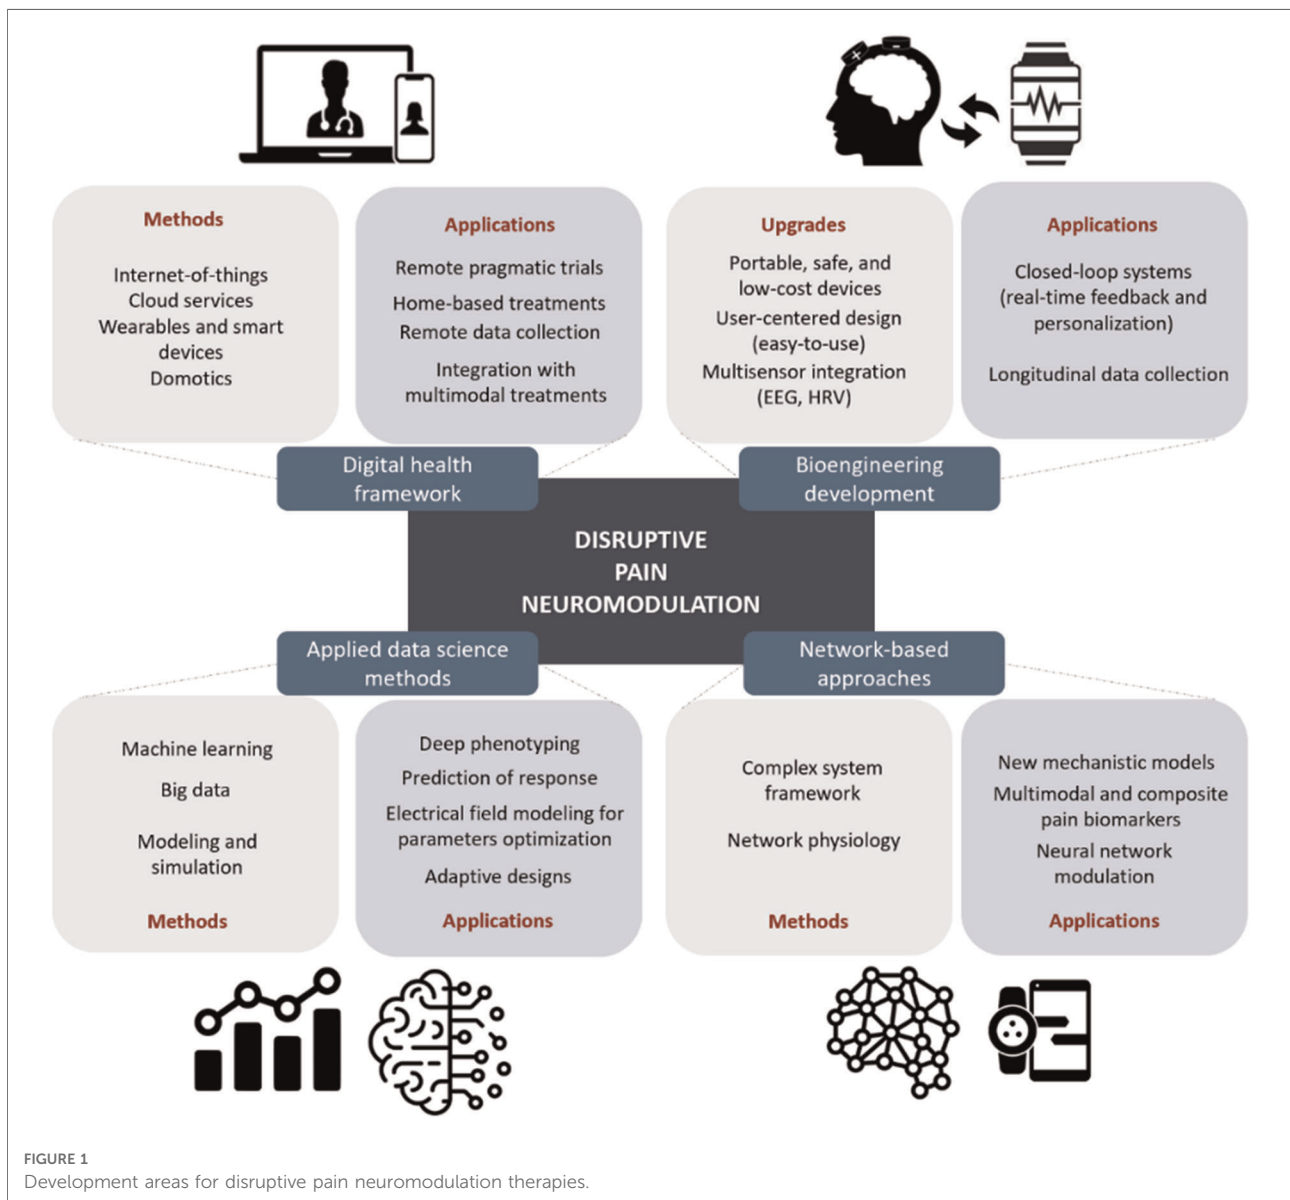 Methods
Internet-of-things
Cloud services
Wearables and smart
devices
Domotics
Applications
Remote pragmatic trials
Home-based treatments
Remote data collection
Integration with
multimodal treatments
Upgrades
Portable, safe, and
low-cost devices
User-centered design
(easy-to-use)
Multisensor integration
(EEG, HRV)
Applications
Closed-loop systems
(real-time feedback and
personalization)
Longitudinal data collection
Digital health
framework
Bioengineering
development
DISRUPTIVE
PAIN
NEUROMODULATION
Applied data science
methods
Network-based
approaches
Machine learning
Big data
Modeling and
simulation
Methods
Deep phenotyping
Prediction of response
Electrical field modeling for
parameters optimization
Adaptive designs
Applications
Complex system
framework
Network physiology
Methods
New mechanistic models
Multimodal and composite
pain biomarkers
Neural network
modulation
Applications
FIGURE 1
Development areas for disruptive pain neuromodulation therapies.